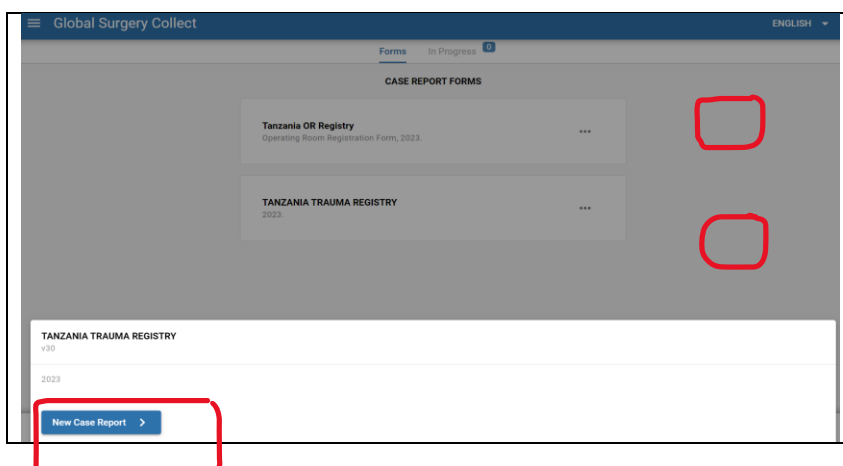 Global Surgery Collect
ENGLISH
Forms In Progress 0
CASE REPORT FORMS
Tanzania OR Registry
Operating Room Registration Form, 2023.
TANZANIA TRAUMA REGISTRY
2023.
TANZANIA TRAUMA REGISTRY
v30
2023
New Case Report